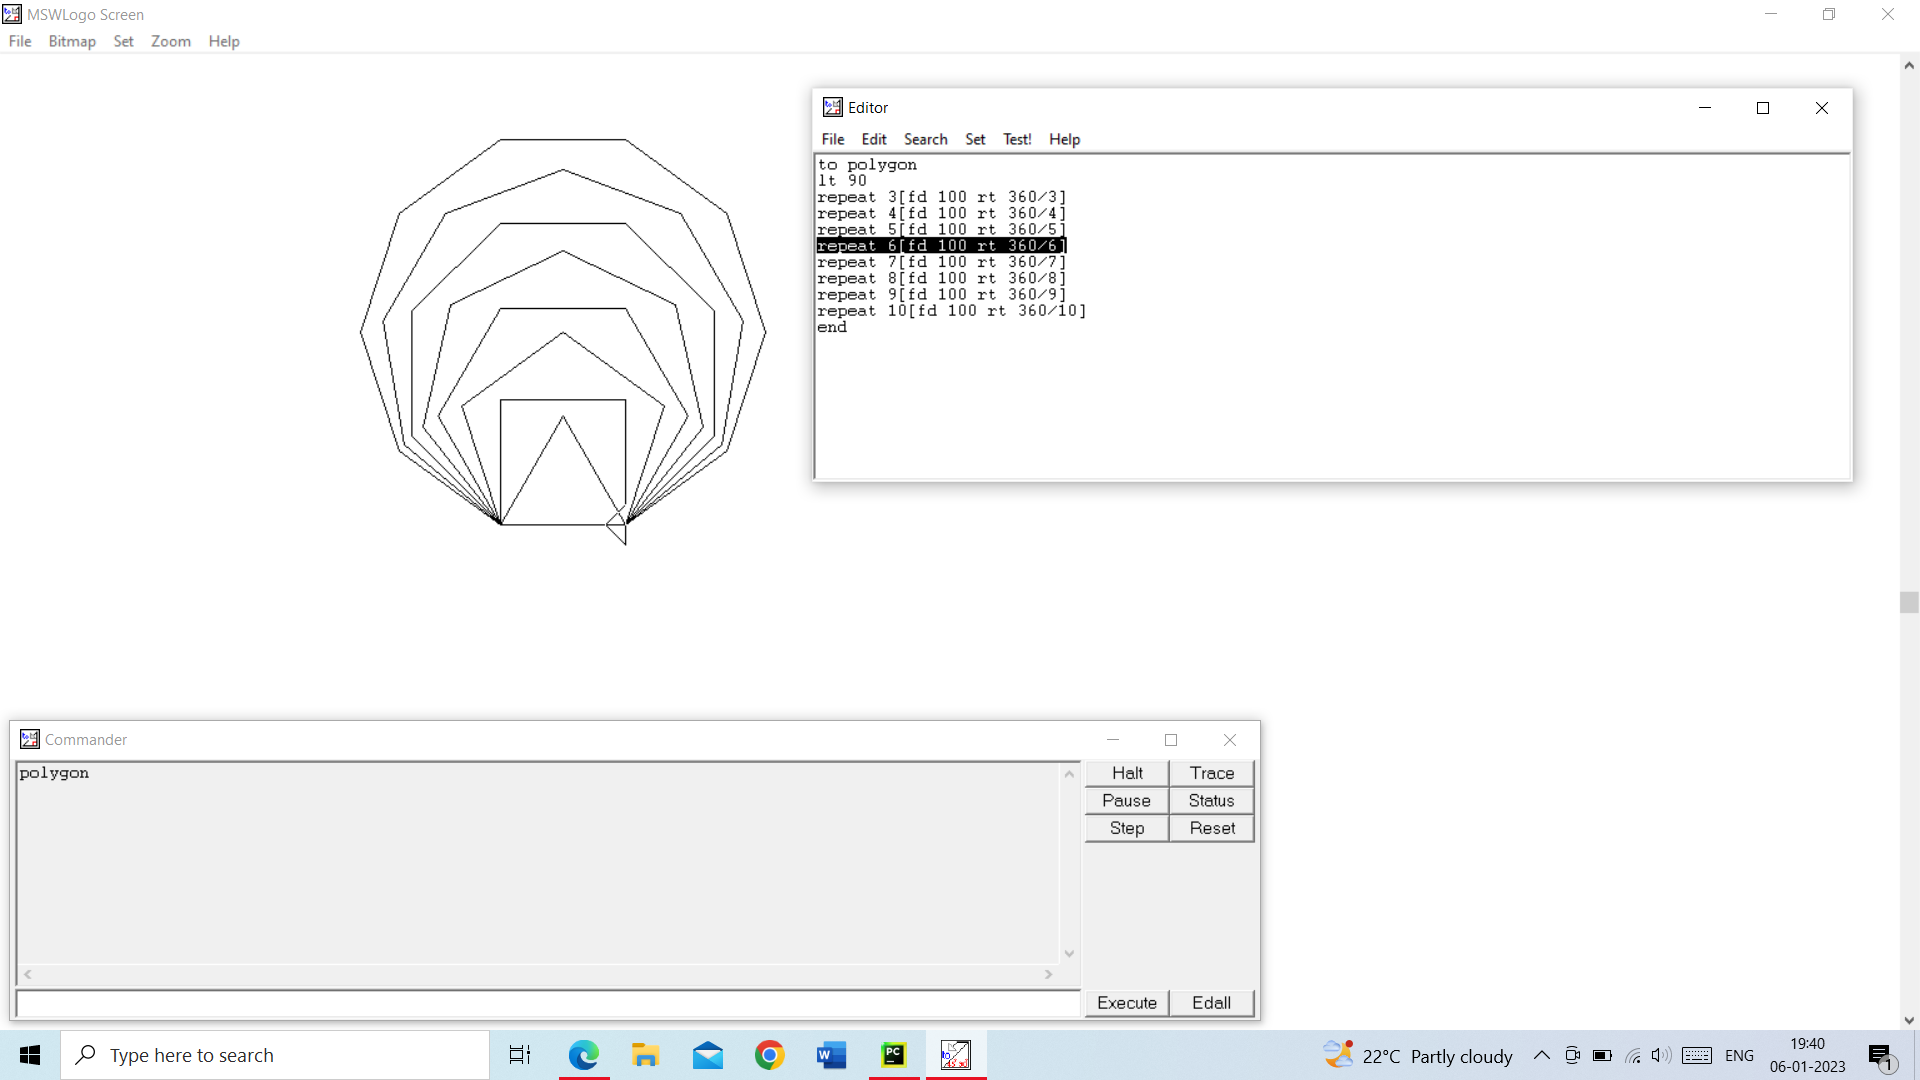 MSWLogo Screen
File Bitmap Set Zoom Help
Editor
File Edit Search Set Test! Help
to polygon
lt 90
repeat 3[fd 100 rt 360/3]
repeat 4[fd 100 rt 360/4]
repeat 5[fd 100 rt 360/5]
repeat 6[fd 100 rt 360/6]
repeat 7[fd 100 rt 360/7]
repeat 8[fd 100 rt 360/8]
repeat 9[fd 100 rt 360/9]
repeat 10[fd 100 rt 360/10]
end
Commander
polygon
Halt Trace
Pause Status
Step Reset
Execute Edall
Type here to search
22°C Partly cloudy
ENG
19:40
06-01-2023
1